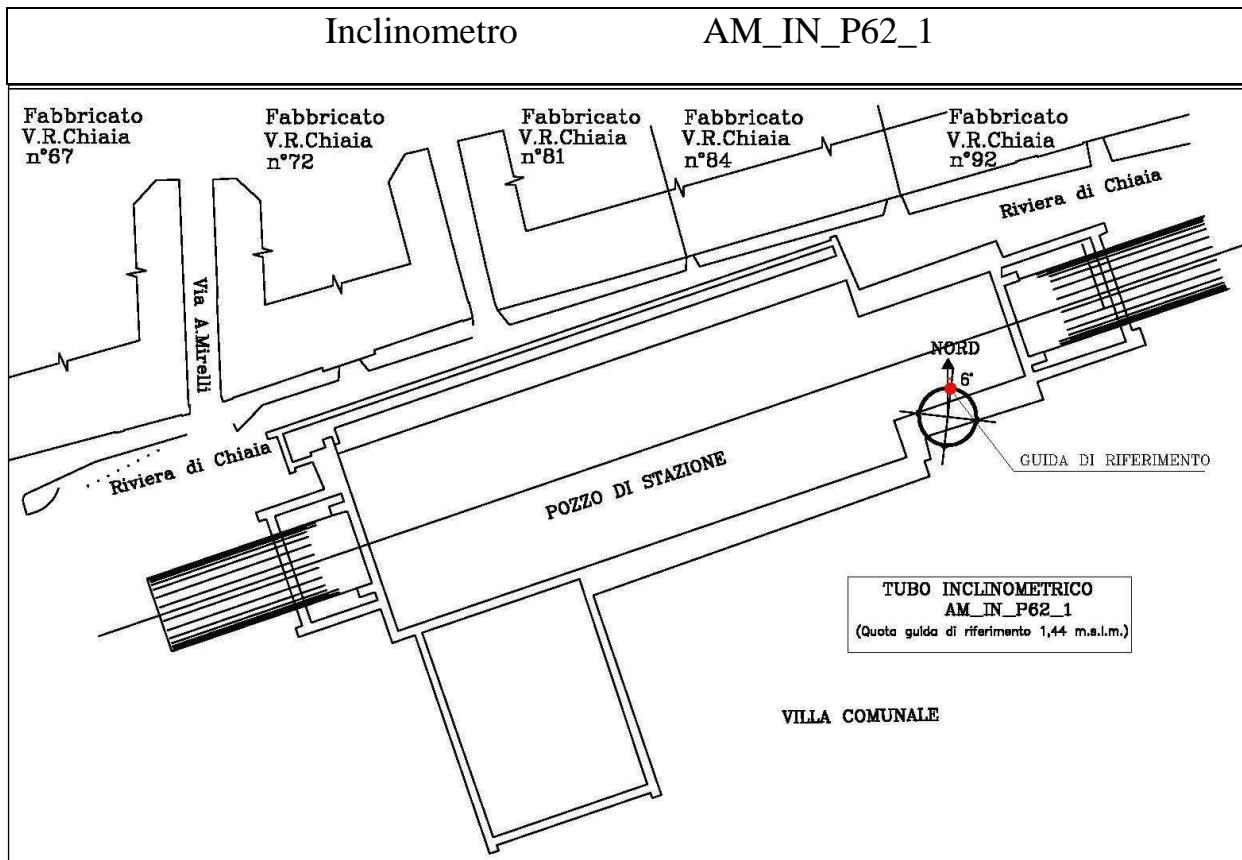 Inclinometro AM_IN_P62_1
Fabbricato
V.R.Chiaia
n°67
Fabbricato
V.R.Chiaia
n°72
Fabbricato
V.R.Chiaia
n°81
Fabbricato
V.R.Chiaia
n°84
Fabbricato
V.R.Chiaia
n°92
Riviera di Chiaia
Via A.Mirelli
NORD
6°
GUIDA DI RIFERIMENTO
Riviera di Chiaia
POZZO DI STAZIONE
TUBO INCLINOMETRICO
AM_IN_P62_1
(Quota guida di riferimento 1,44 m.s.l.m.)
VILLA COMUNALE